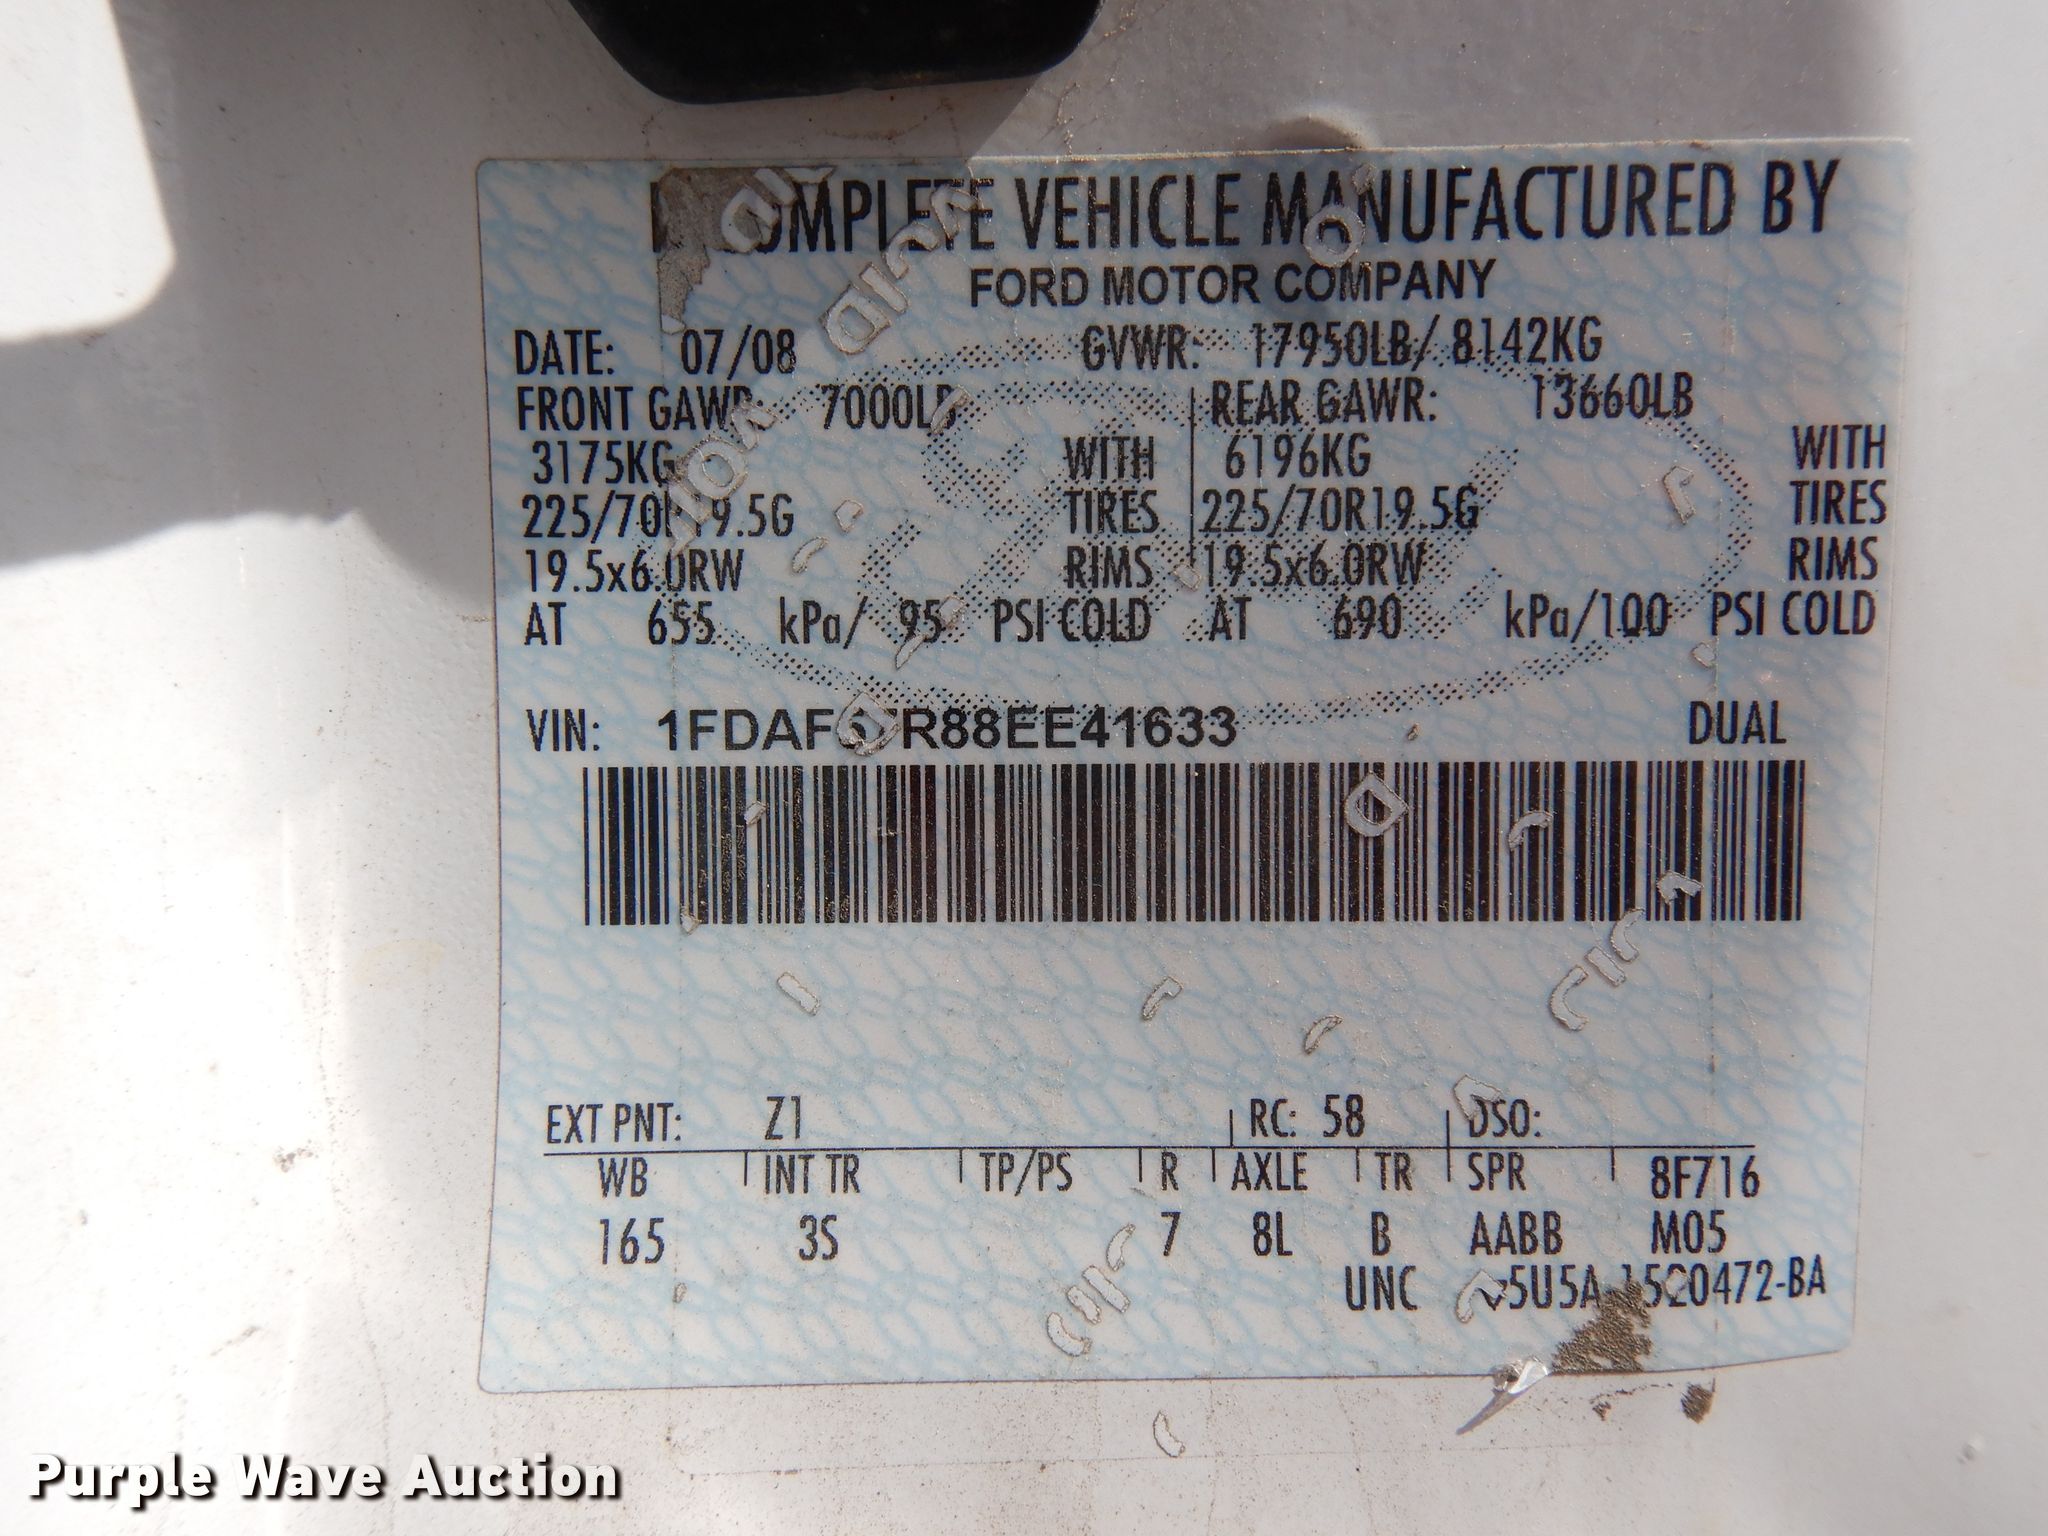 INCOMPLETE VEHICLE MANUFACTURED BY
FORD MOTOR COMPANY
DATE: 07/08 GVWR: 17950LB/ 8142KG
FRONT GAWR: 7000LB REAR GAWR: 13660LB
3175KG WITH 6196KG WITH
225/70R19.5G TIRES 225/70R19.5G TIRES
19.5x6.0RW RIMS 19.5x6.0RW RIMS
AT 655 kPa/ 95 PSI COLD AT 690 kPa/100 PSI COLD
VIN: DUAL
EXT PNT: Z1 RC: 58 DSO:
WB INT TR TP/PS R AXLE TR SPR 8F716
165 3S 7 8L B AABB M05
UNC
Purple Wave Auction